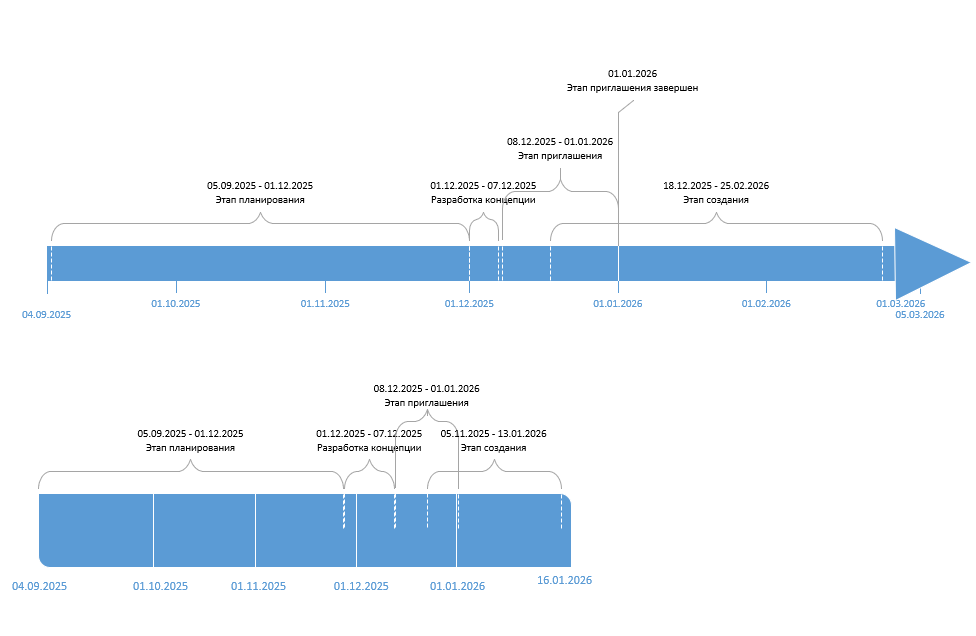 01.01.2026
Этап приглашения завершен
08.12.2025 - 01.01.2026
Этап приглашения
05.09.2025 - 01.12.2025
Этап планирования
01.12.2025 - 07.12.2025
Разработка концепции
18.12.2025 - 25.02.2026
Этап создания
01.10.2025
01.11.2025
01.12.2025
01.01.2026
01.02.2026
01.03.2026
04.09.2025
05.03.2026
08.12.2025 - 01.01.2026
Этап приглашения
05.09.2025 - 01.12.2025
Этап планирования
01.12.2025 - 07.12.2025
Разработка концепции
05.11.2025 - 13.01.2026
Этап создания
04.09.2025
01.10.2025
01.11.2025
01.12.2025
01.01.2026
16.01.2026